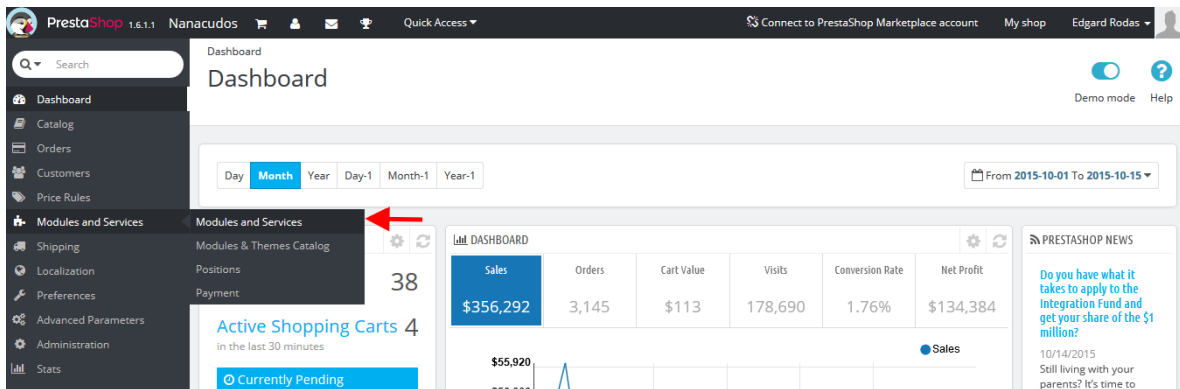 PrestaShop 1.6.1.1 Nanacudos Quick Access Connect to PrestaShop Marketplace account My shop Edgard Rodas
Search
Dashboard
Catalog
Orders
Customers
Price Rules
Modules and Services
Shipping
Localization
Preferences
Advanced Parameters
Administration
Stats
Modules and Services
Modules & Themes Catalog
Positions
Payment
Dashboard
Dashboard
Demo mode Help
Day Month Year Day-1 Month-1 Year-1
From 2015-10-01 To 2015-10-15
38
Active Shopping Carts 4
in the last 30 minutes
Currently Pending
DASHBOARD
Sales Orders Cart Value Visits Conversion Rate Net Profit
$356,292 3,145 $113 178,690 1.76% $134,384
Sales
$55,920
PRESTASHOP NEWS
Do you have what it
takes to apply to the
Integration Fund and
get your share of the $1
million?
10/14/2015
Still living with your
parents? It's time to